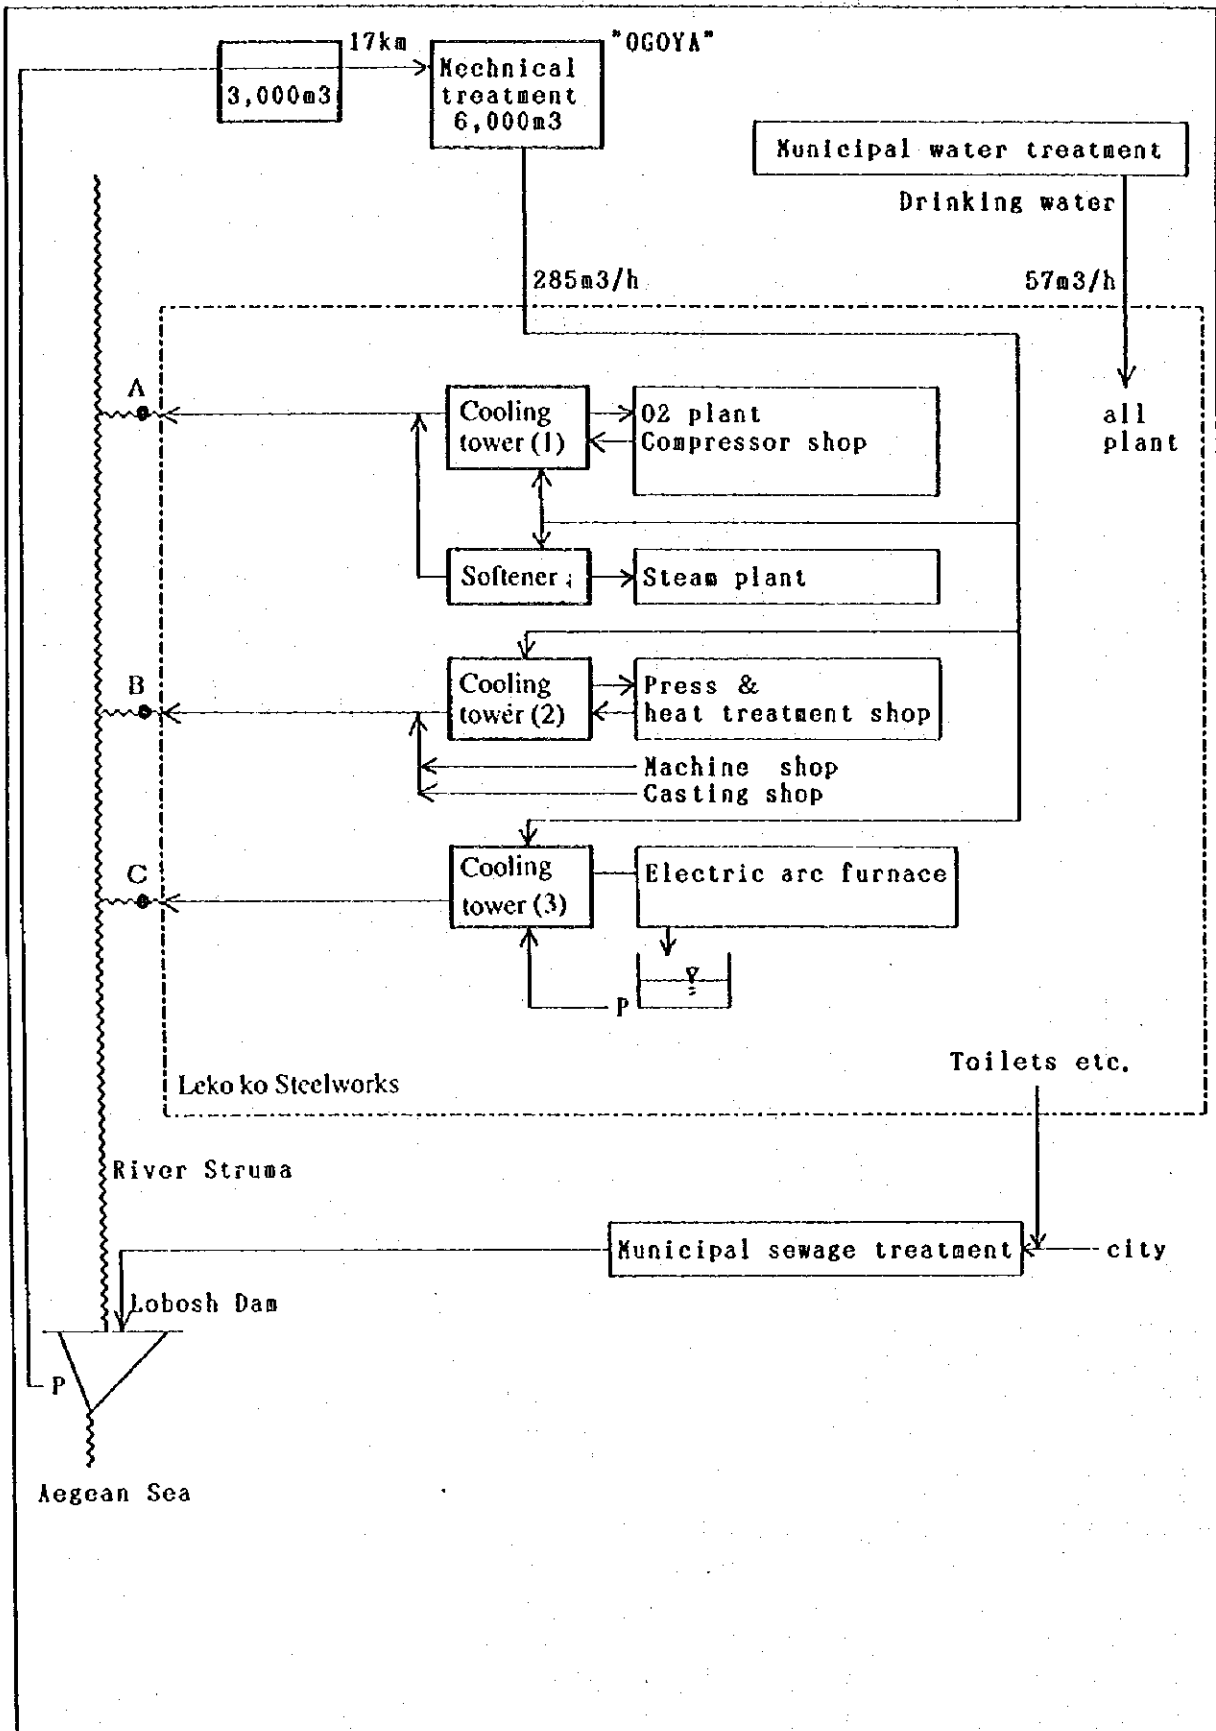 17km
"OGOYA"
3,000m3
Mechnical
treatment
6,000m3
Municipal water treatment
Drinking water
285m3/h
57m3/h
A
Cooling
tower (1)
O2 plant
Compressor shop
all
plant
Softener
Steam plant
B
Cooling
tower (2)
Press &
heat treatment shop
Machine shop
Casting shop
C
Cooling
tower (3)
Electric arc furnace
P
Toilets etc.
Leko ko Steelworks
River Struma
Municipal sewage treatment
city
Lobosh Dam
P
Aegean Sea